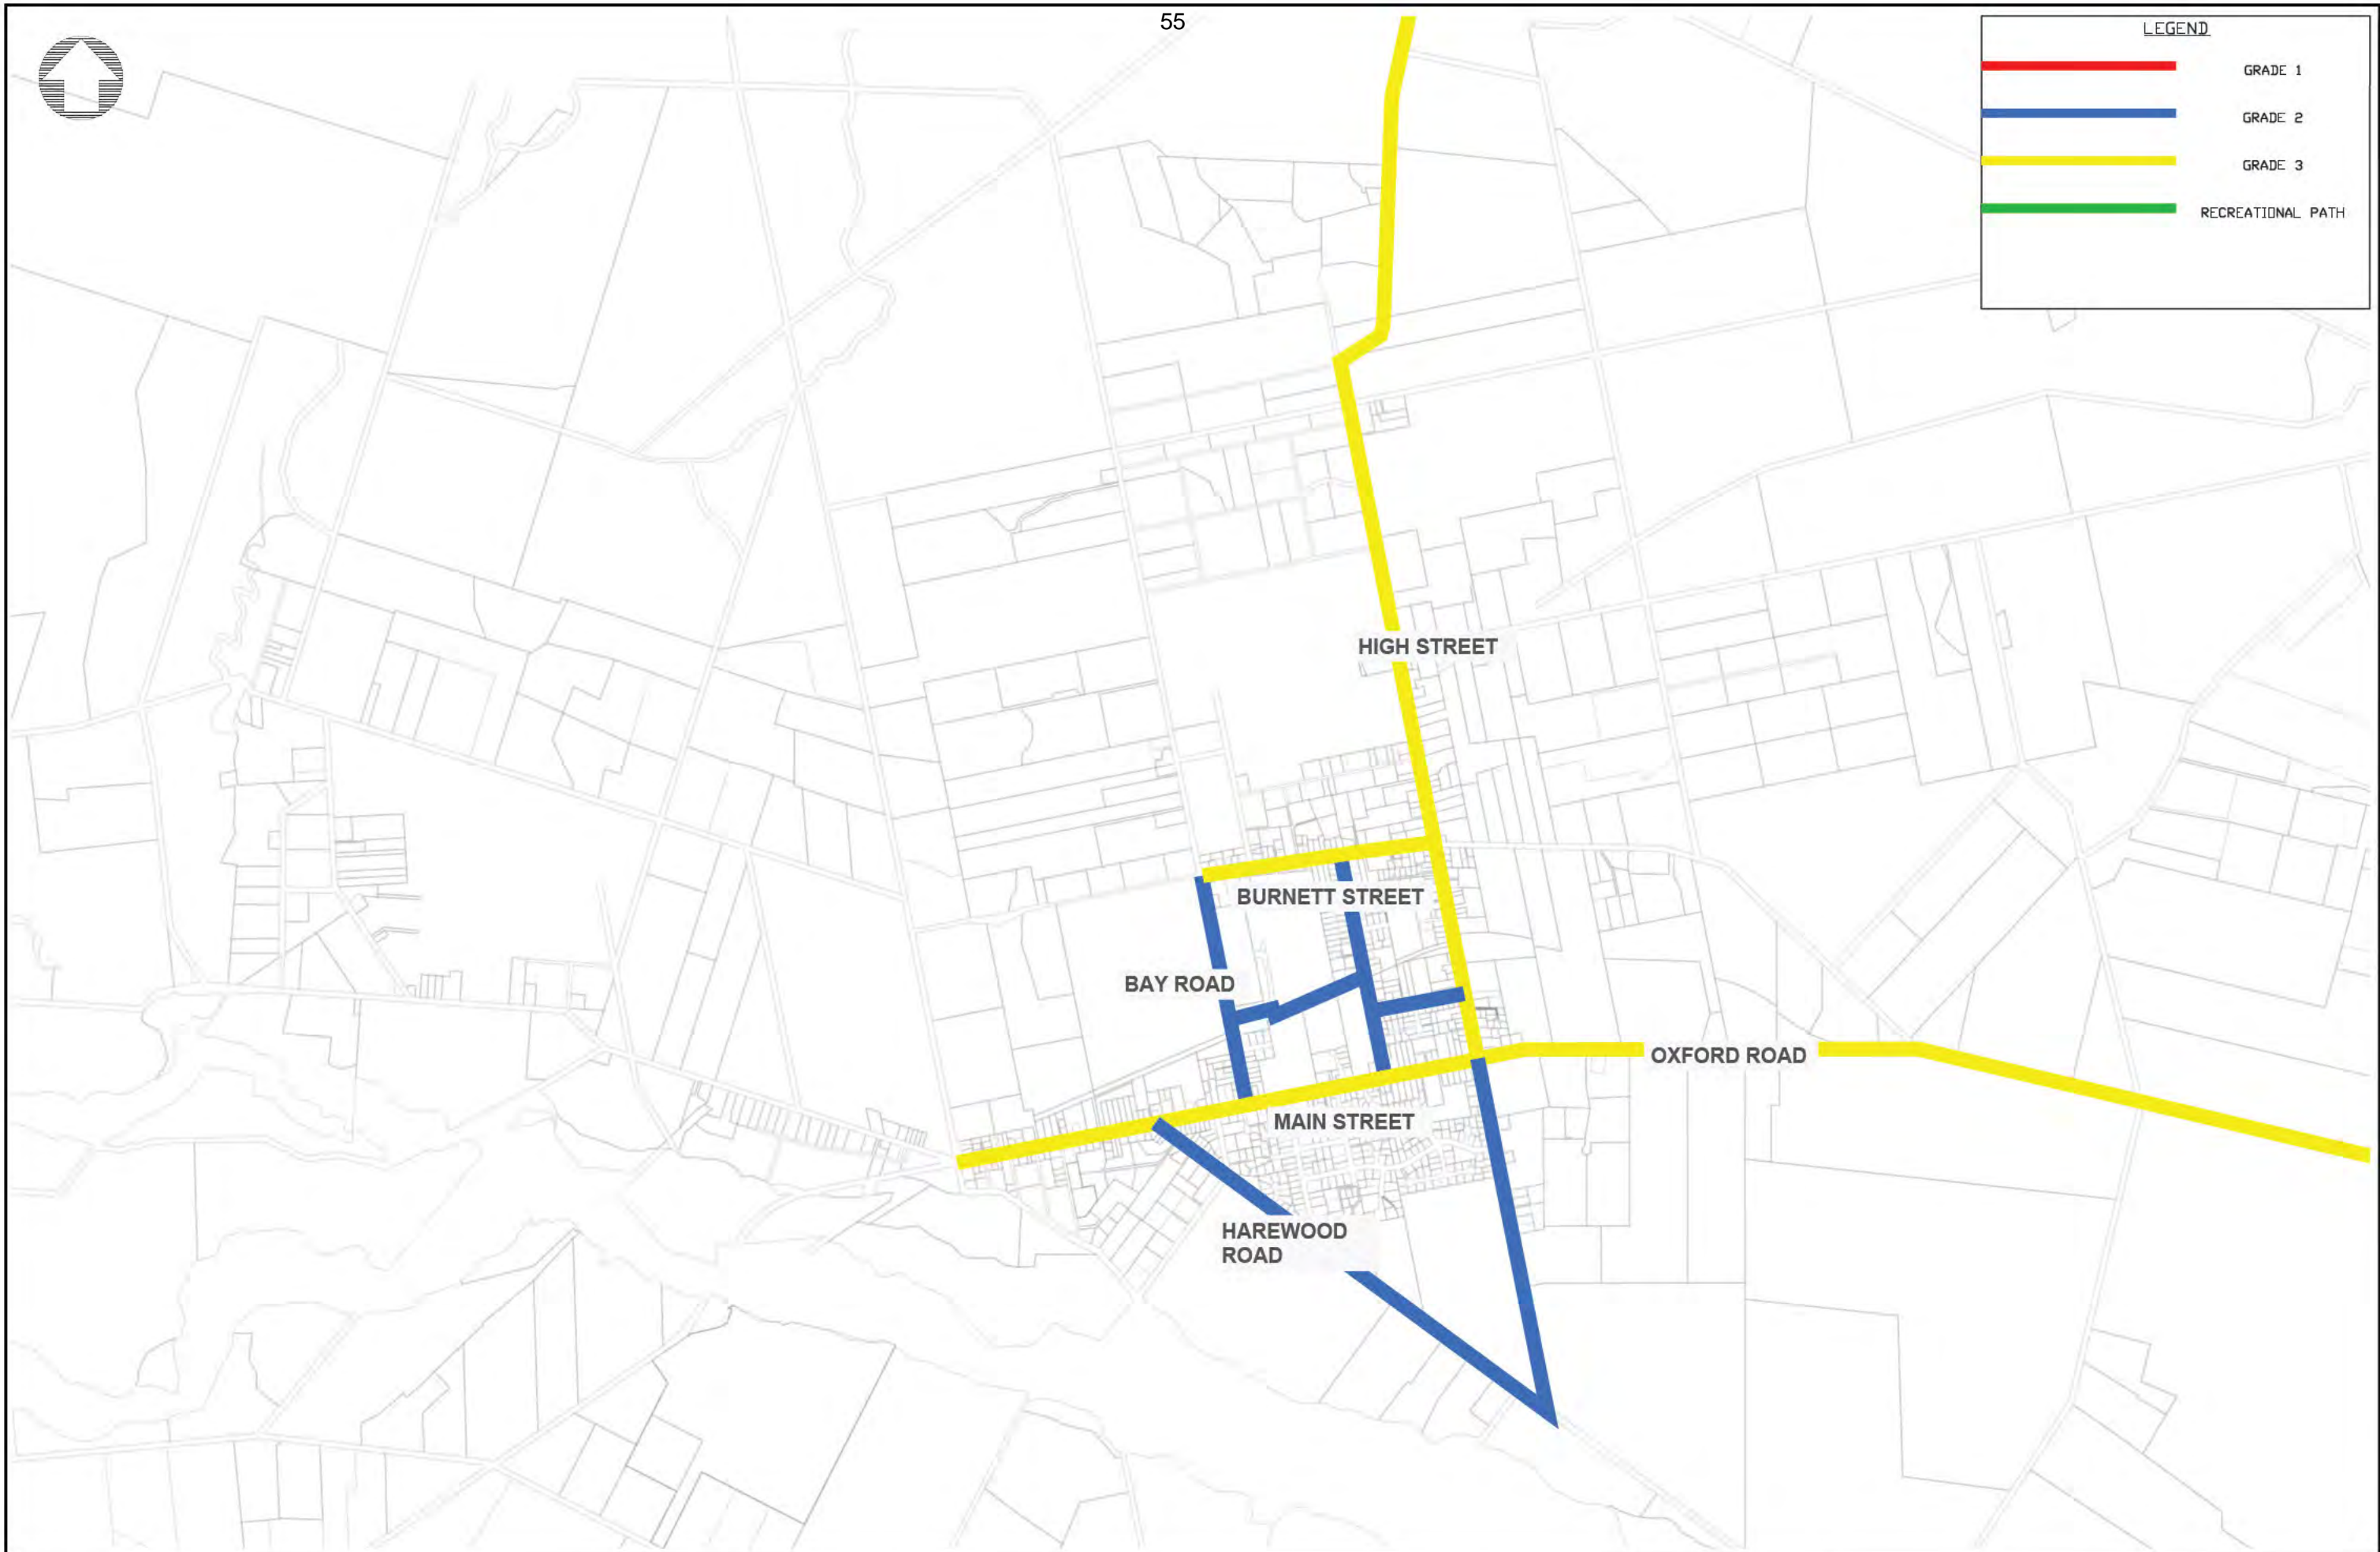 55
LEGEND
GRADE 1
GRADE 2
GRADE 3
RECREATIONAL PATH
HIGH STREET
BURNETT STREET
BAY ROAD
OXFORD ROAD
MAIN STREET
HAREWOOD
ROAD